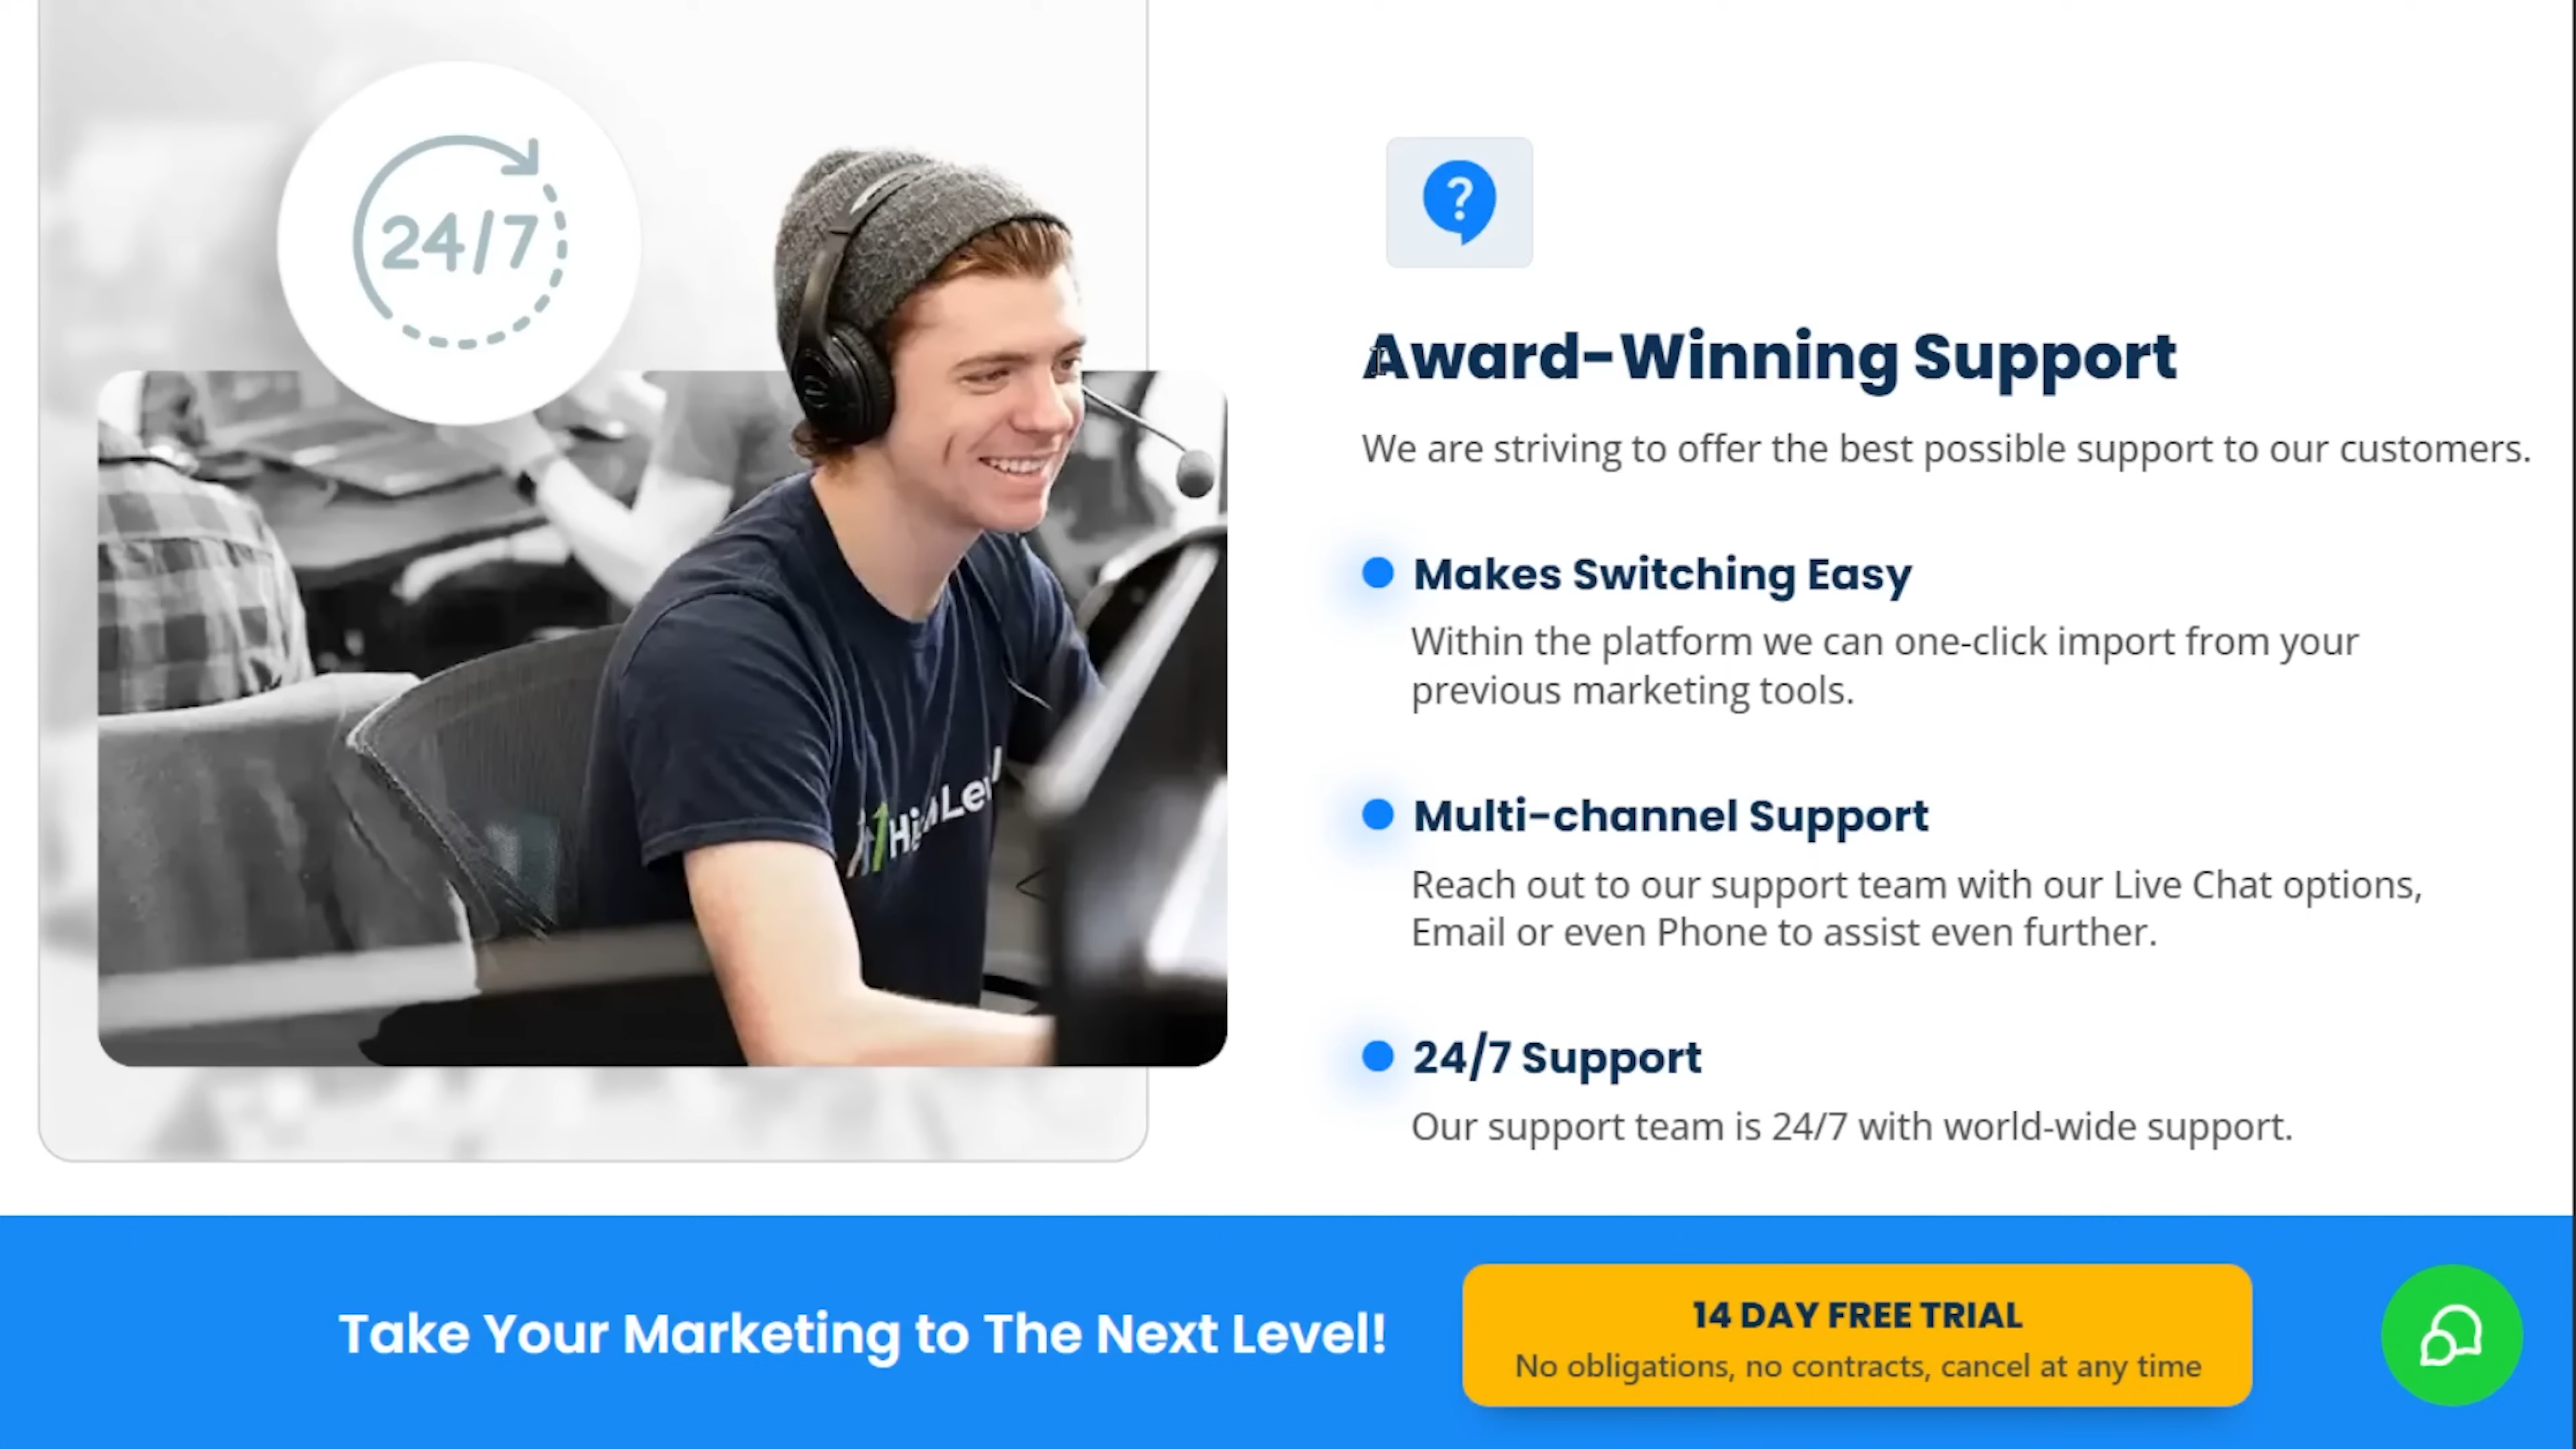 24/7
HighLevel
Award-Winning Support
We are striving to offer the best possible support to our customers.
Makes Switching Easy
Within the platform we can one-click import from your
previous marketing tools.
Multi-channel Support
Reach out to our support team with our Live Chat options,
Email or even Phone to assist even further.
24/7 Support
Our support team is 24/7 with world-wide support.
Take Your Marketing to The Next Level!
14 DAY FREE TRIAL
No obligations, no contracts, cancel at any time